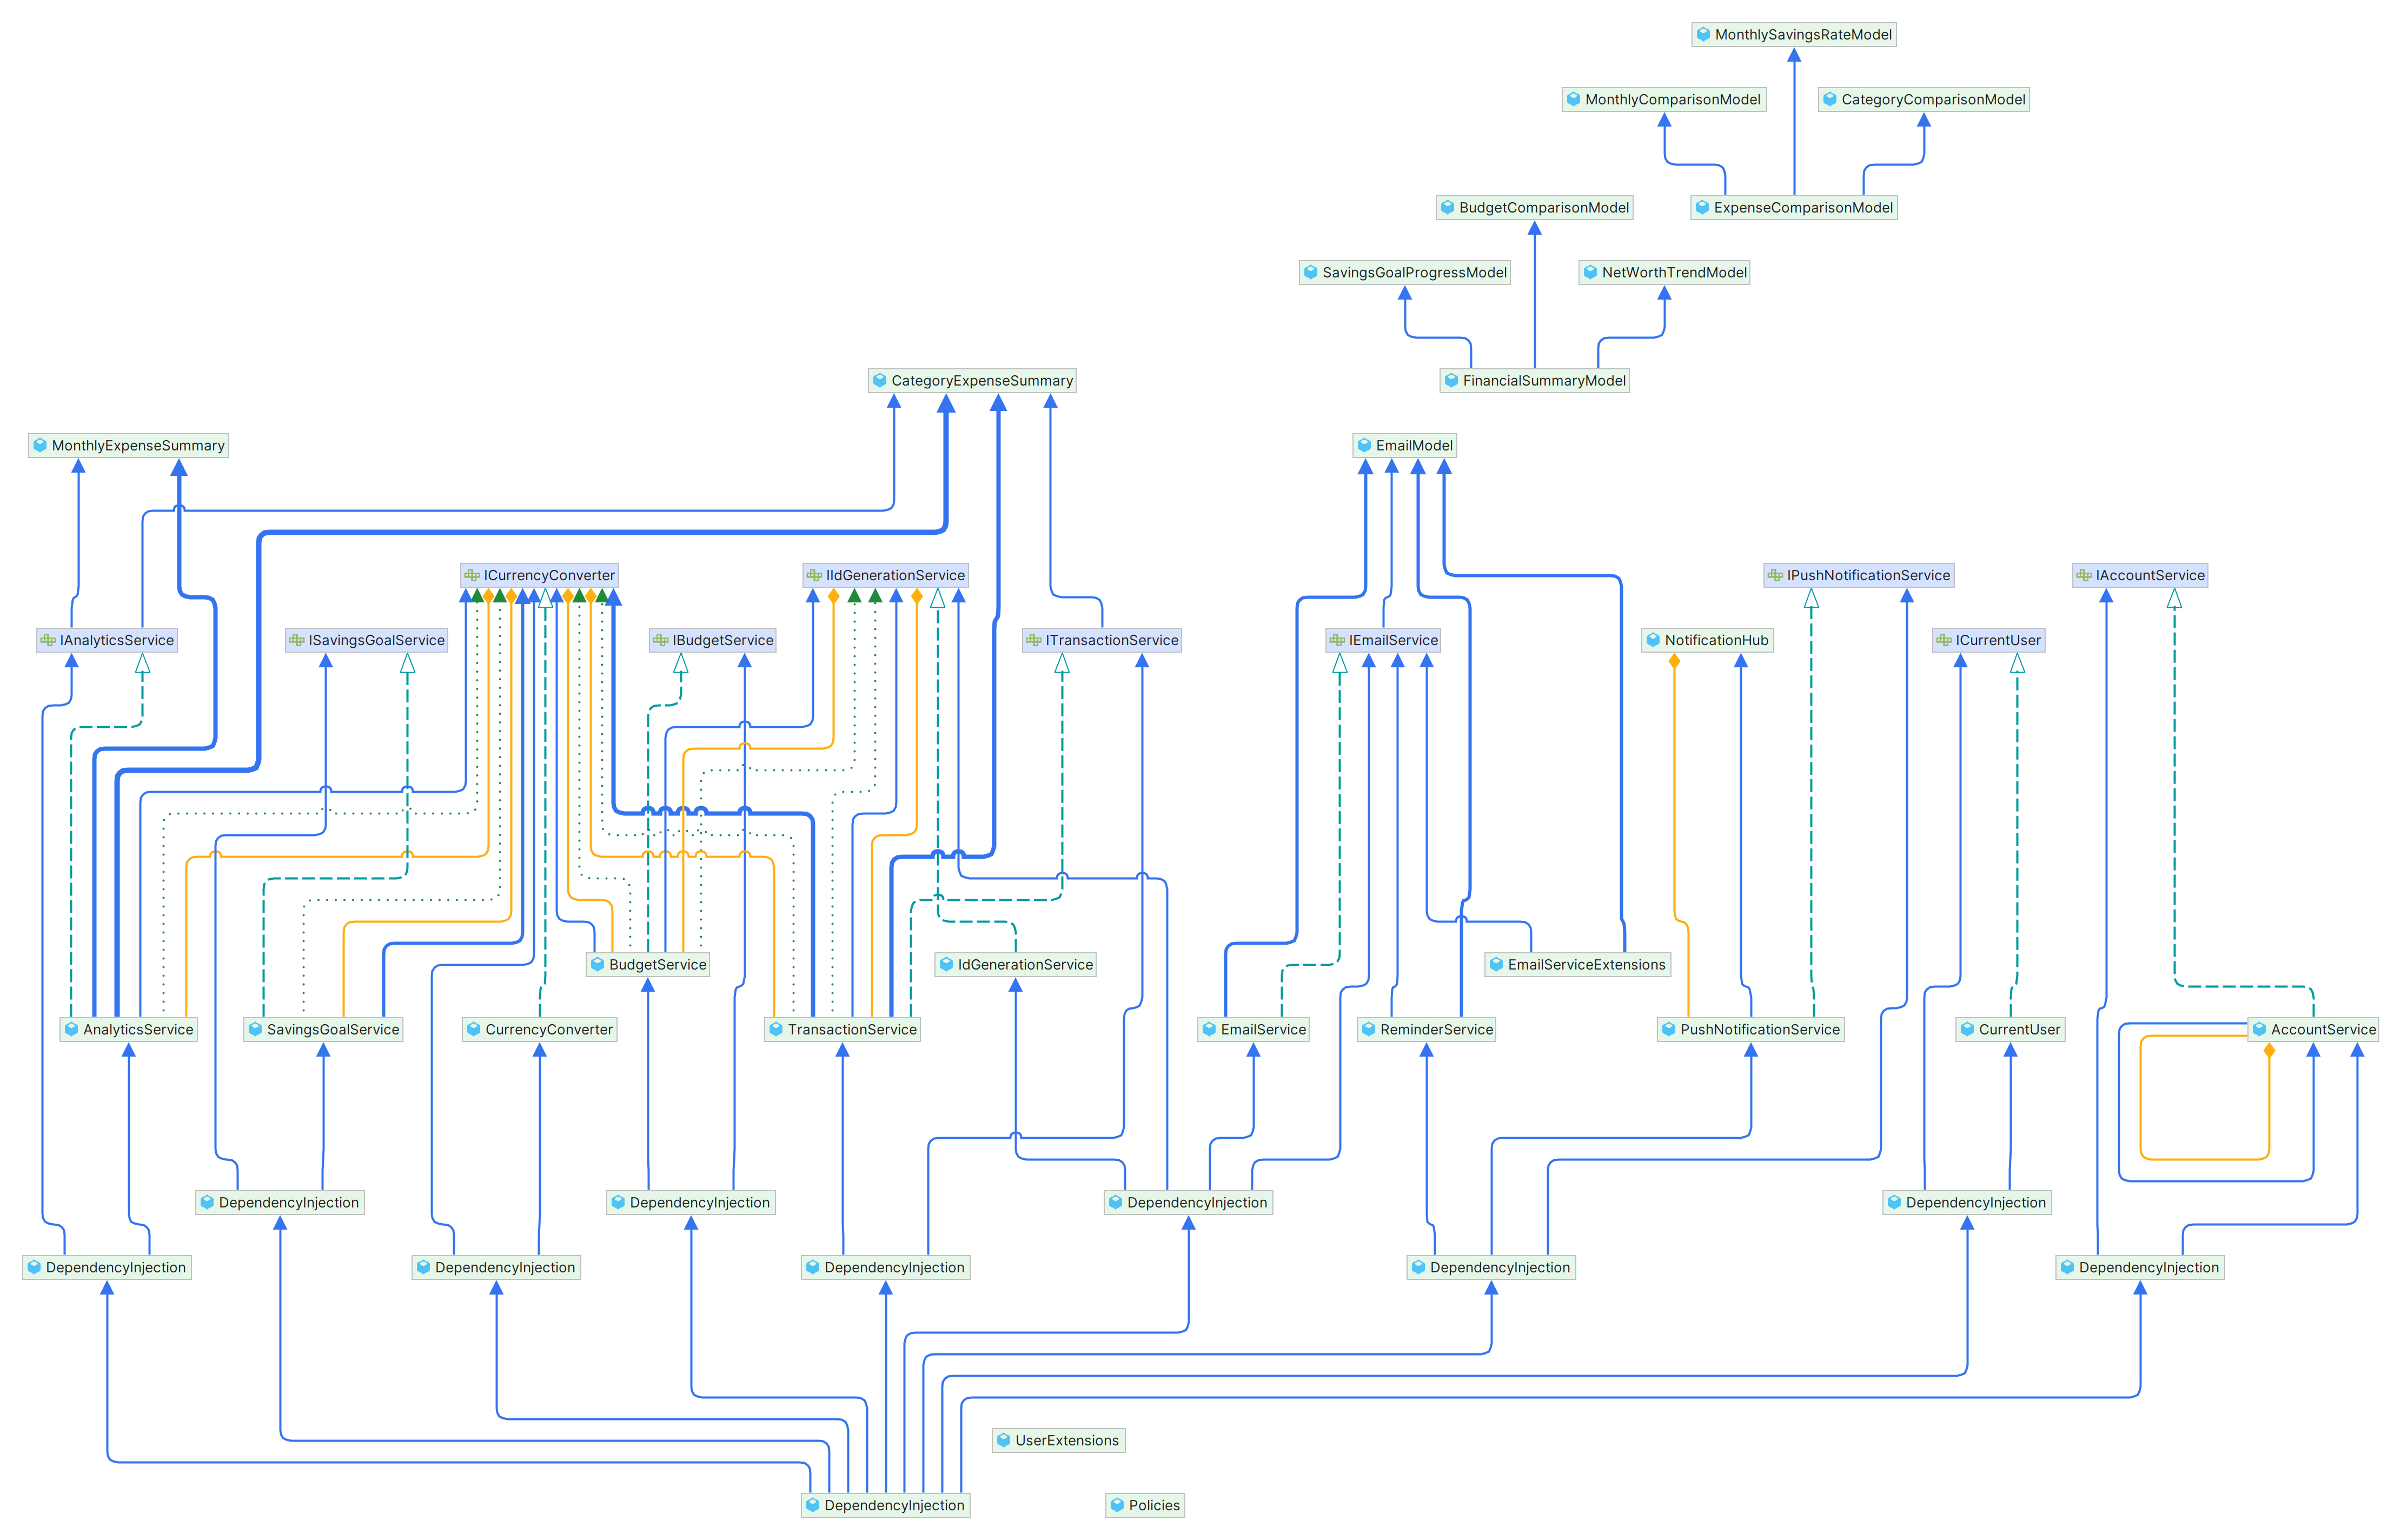 MonthlySavingsRateModel
MonthlyComparisonModel
CategoryComparisonModel
BudgetComparisonModel
ExpenseComparisonModel
SavingsGoalProgressModel
NetWorthTrendModel
CategoryExpenseSummary
FinancialSummaryModel
MonthlyExpenseSummary
EmailModel
ICurrencyConverter
IIdGenerationService
IPushNotificationService
IAccountService
IAnalyticsService
ISavingsGoalService
IBudgetService
ITransactionService
IEmailService
NotificationHub
ICurrentUser
BudgetService
IdGenerationService
EmailServiceExtensions
AnalyticsService
SavingsGoalService
CurrencyConverter
TransactionService
EmailService
ReminderService
PushNotificationService
CurrentUser
AccountService
DependencyInjection
DependencyInjection
DependencyInjection
DependencyInjection
DependencyInjection
DependencyInjection
DependencyInjection
DependencyInjection
DependencyInjection
UserExtensions
DependencyInjection
Policies